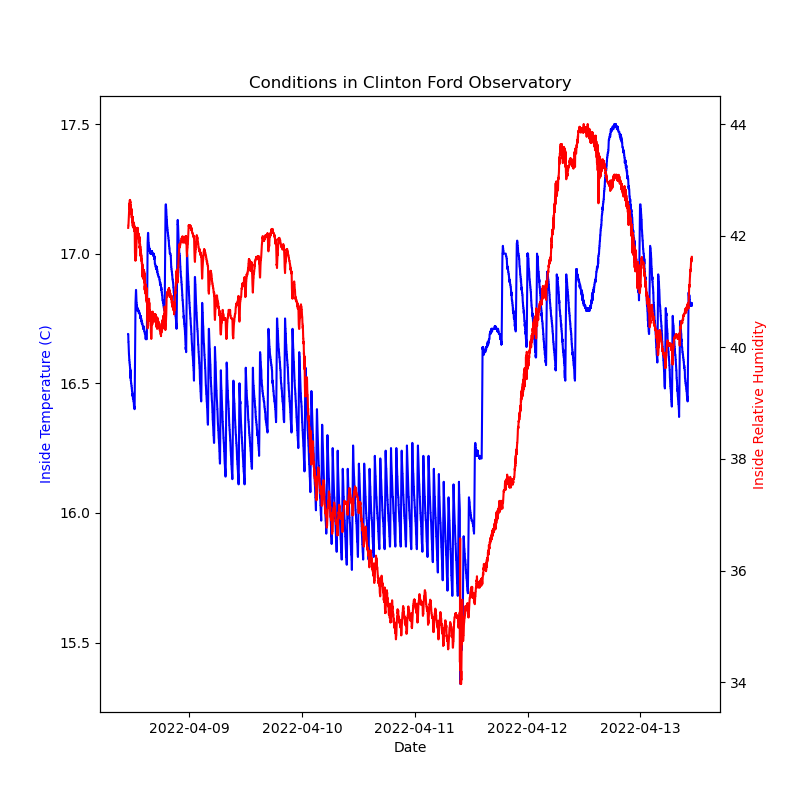 Conditions in Clinton Ford Observatory
17.5
17.0
16.5
16.0
15.5
Inside Temperature (C)
44
42
40
38
36
34
Inside Relative Humidity
2022-04-09 2022-04-10 2022-04-11 2022-04-12 2022-04-13
Date